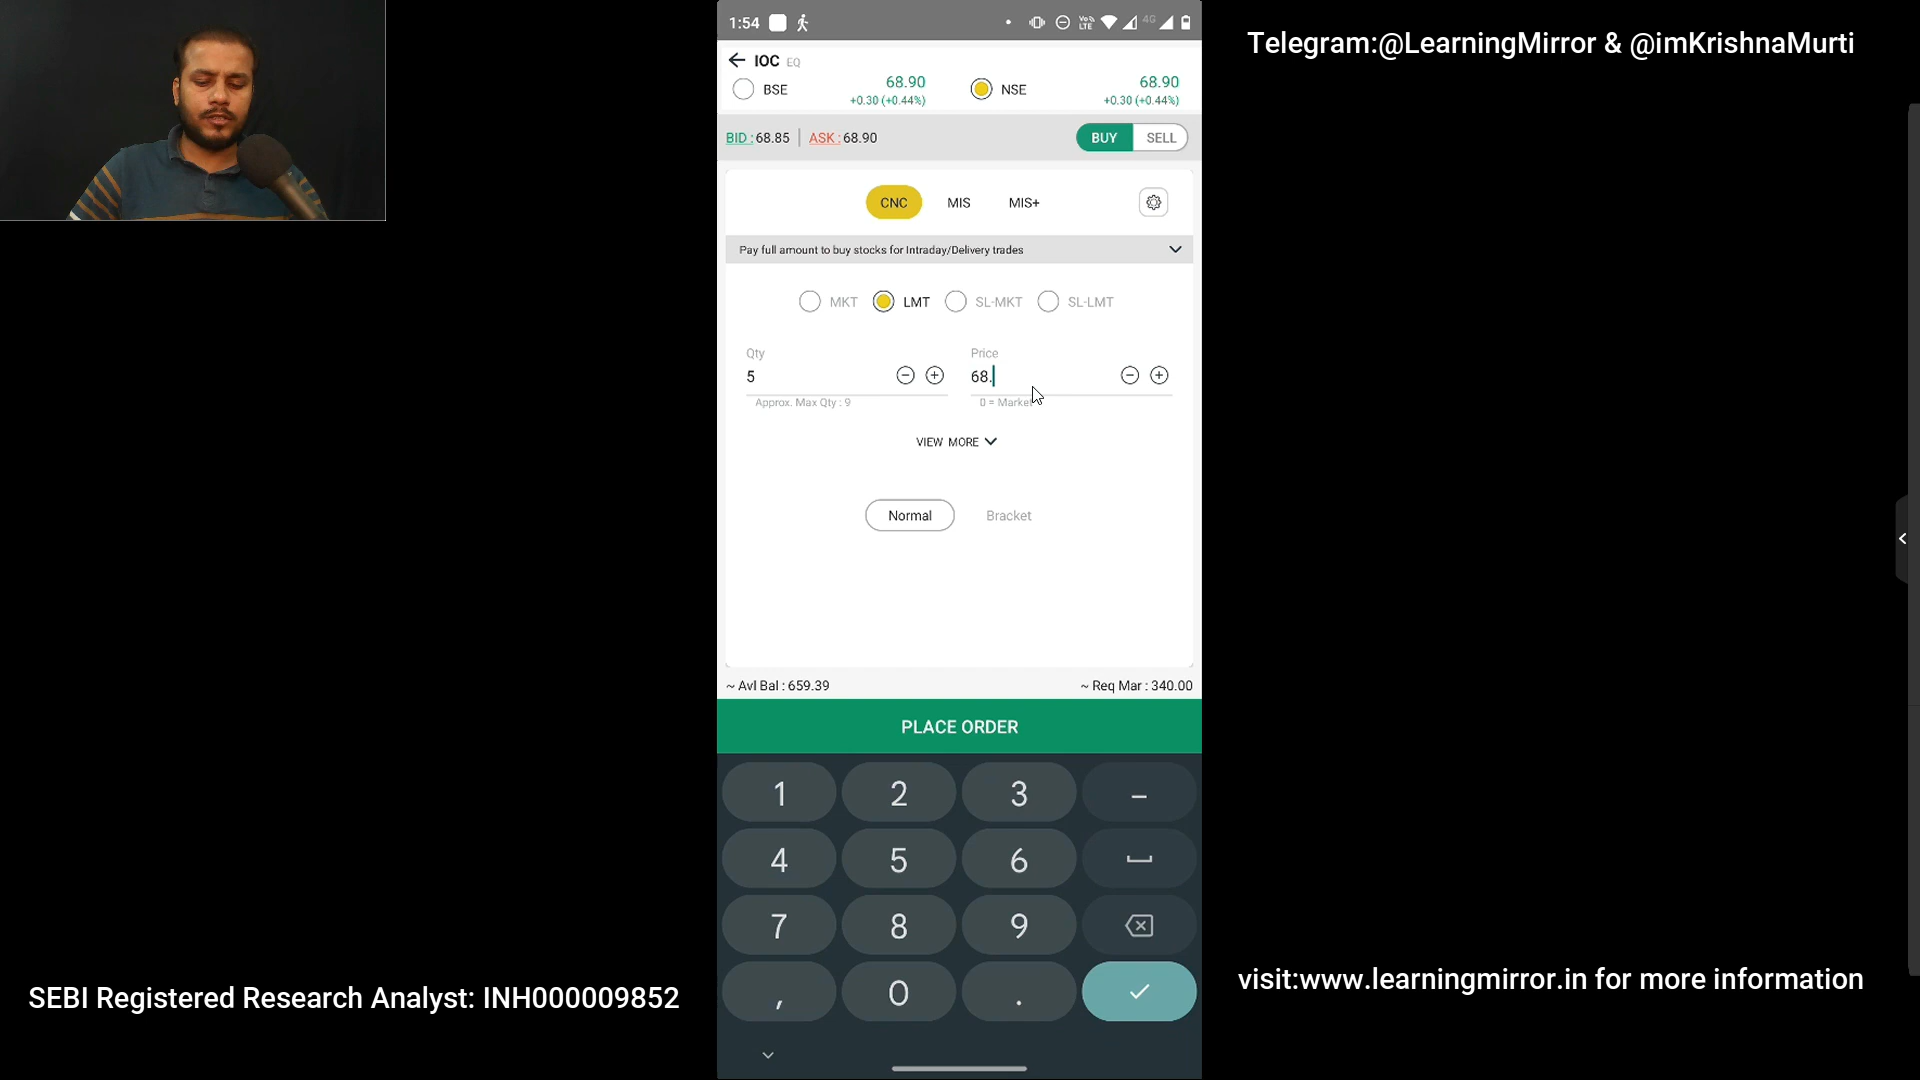 Telegram:@LearningMirror & @imKrishnaMurti
1:54
Vo))
LTE
4G
IOC EQ
BSE
68.90
+0.30 (+0.44%)
NSE
68.90
+0.30 (+0.44%)
BID : 68.85 | ASK : 68.90
BUY SELL
CNC MIS MIS+
Pay full amount to buy stocks for Intraday/Delivery trades
MKT LMT SL-MKT SL-LMT
Qty
5
Approx. Max Qty : 9
Price
68.
0 = Market
VIEW MORE
Normal Bracket
~ Avl Bal : 659.39 ~ Req Mar : 340.00
PLACE ORDER
1 2 3 –
4 5 6
7 8 9
, 0 .
SEBI Registered Research Analyst: INH000009852
visit:www.learningmirror.in for more information